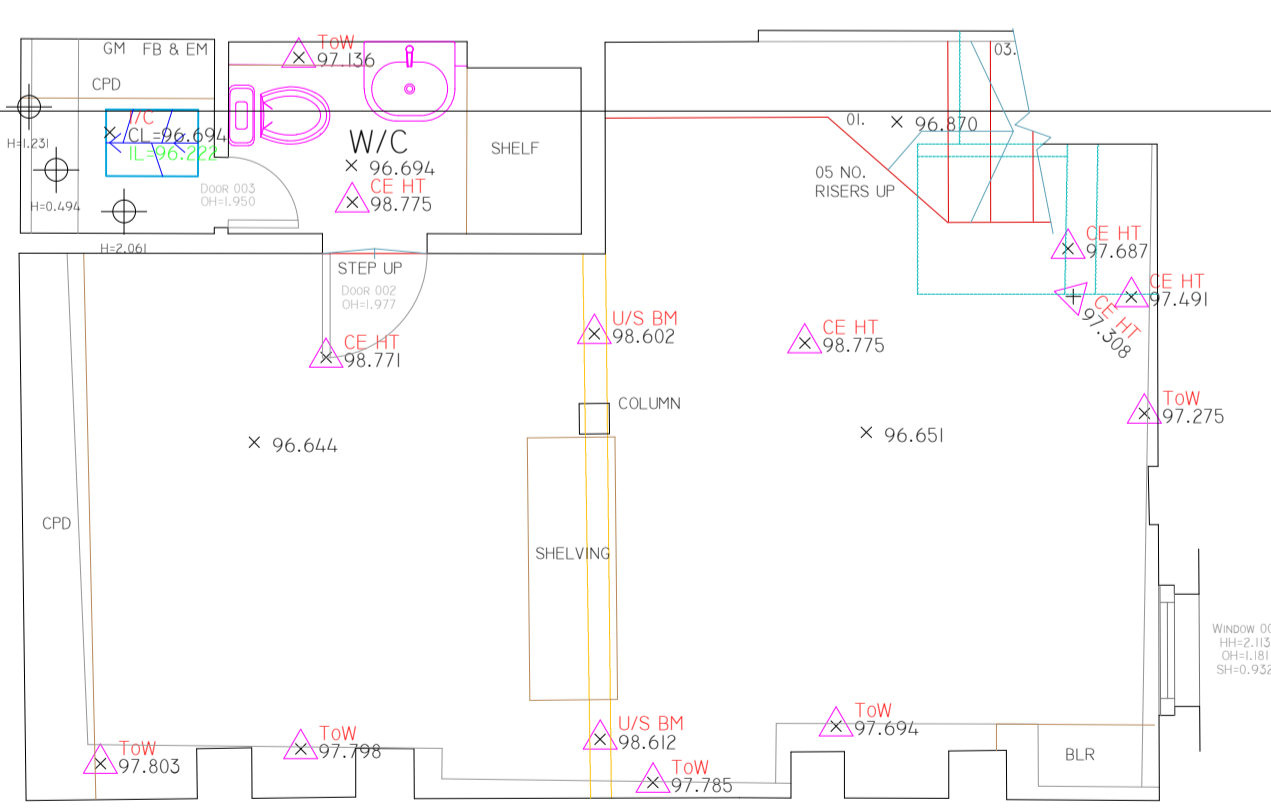 GM FB & EM
CPD
I/C
CL=96.694
IL=96.222
H=1.231
H=0.494
H=2.061
ToW
97.136
W/C
96.694
CE HT
98.775
SHELF
Door 003
OH=1.950
STEP UP
Door 002
OH=1.977
CE HT
98.771
03.
01.
96.870
05 NO.
RISERS UP
CE HT
97.687
CE HT
97.491
CE HT
97.308
U/S BM
98.602
CE HT
98.775
COLUMN
ToW
97.275
96.644
96.651
CPD
SHELVING
WINDOW 00
HH=2.113
OH=1.181
SH=0.932
ToW
97.803
ToW
97.798
U/S BM
98.612
ToW
97.785
ToW
97.694
BLR